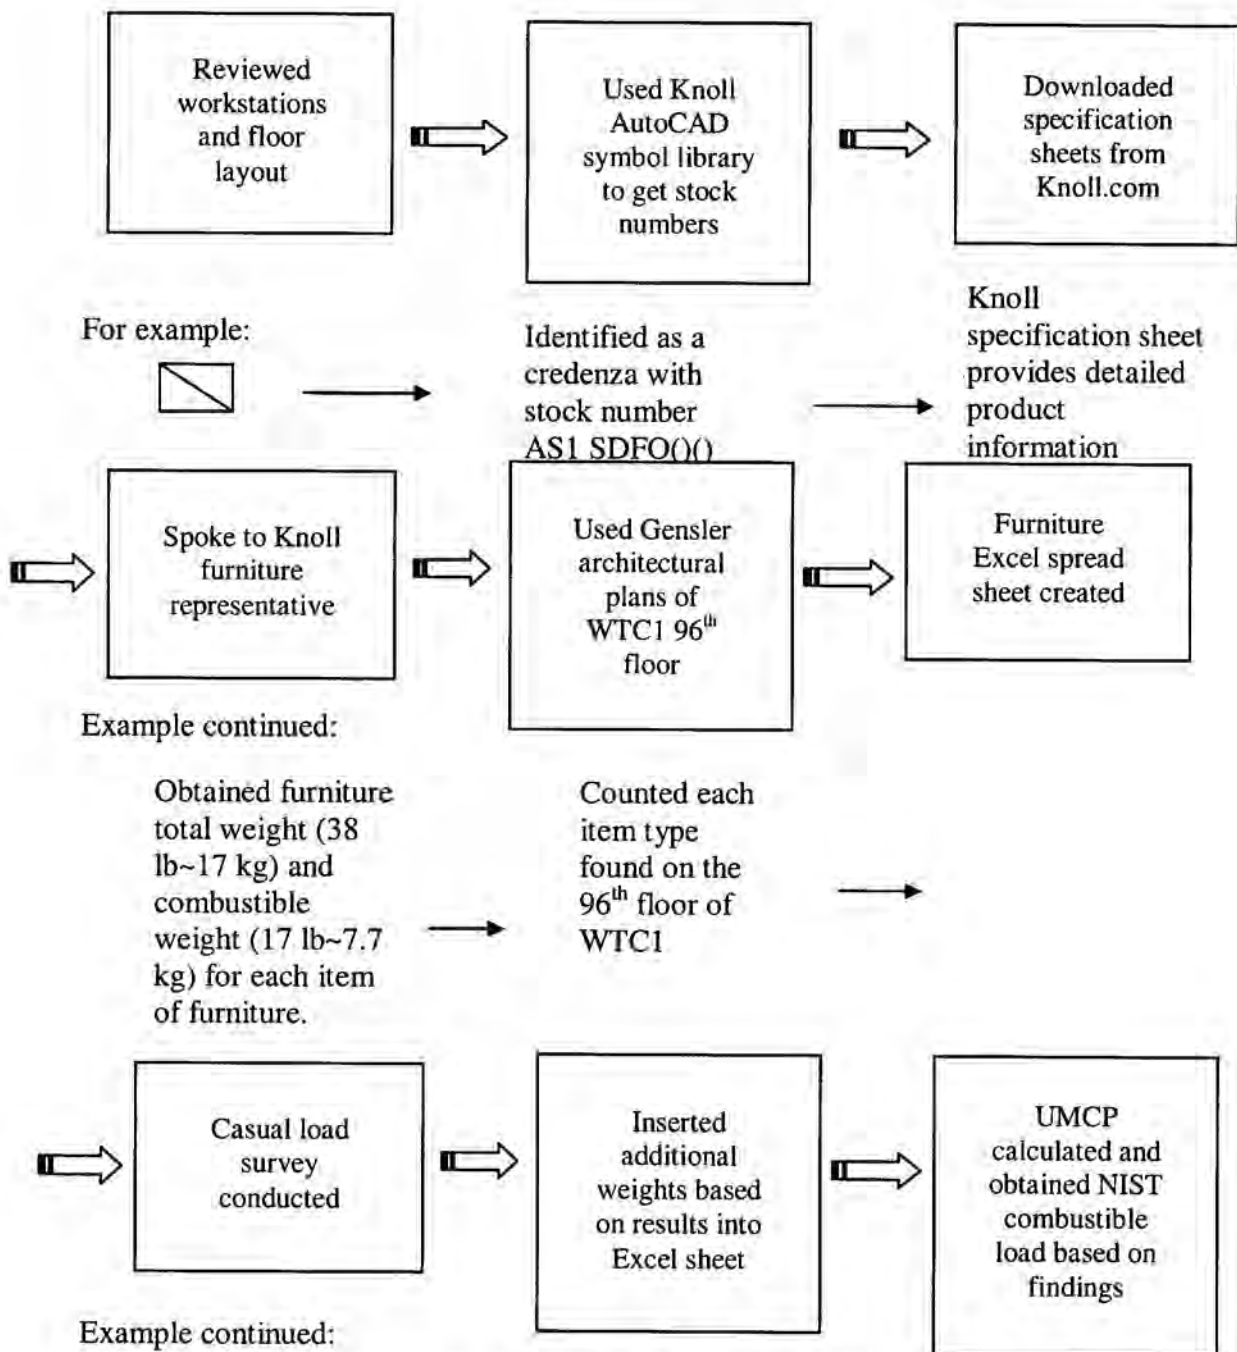 Reviewed
workstations
and floor
layout
Used Knoll
AutoCAD
symbol library
to get stock
numbers
Downloaded
specification
sheets from
Knoll.com
For example:
Identified as a
credenza with
stock number
AS1 SDFO()()
Knoll
specification sheet
provides detailed
product
information
Spoke to Knoll
furniture
representative
Used Gensler
architectural
plans of
WTC1 96th
floor
Furniture
Excel spread
sheet created
Example continued:
Obtained furniture
total weight (38
lb~17 kg) and
combustible
weight (17 lb~7.7
kg) for each item
of furniture.
Counted each
item type
found on the
96th floor of
WTC1
Casual load
survey
conducted
Inserted
additional
weights based
on results into
Excel sheet
UMCP
calculated and
obtained NIST
combustible
load based on
findings
Example continued: